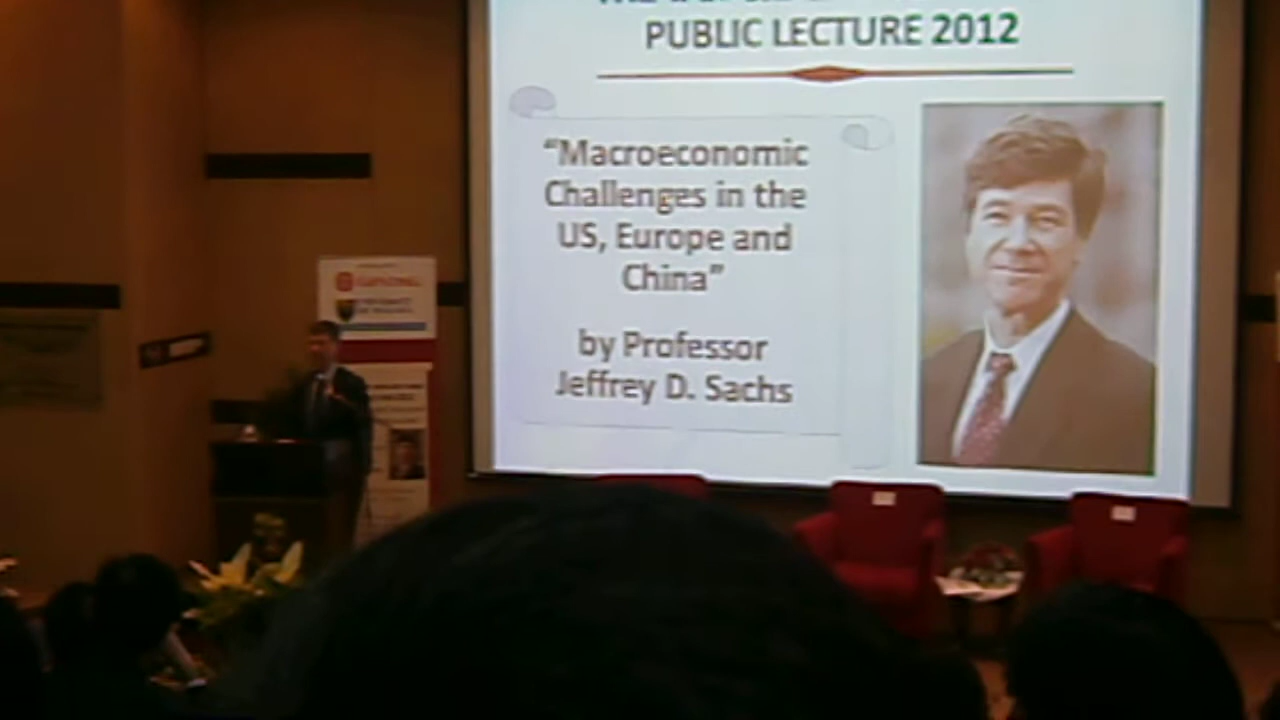 PUBLIC LECTURE 2012
“Macroeconomic
Challenges in the
US, Europe and
China”
by Professor
Jeffrey D. Sachs